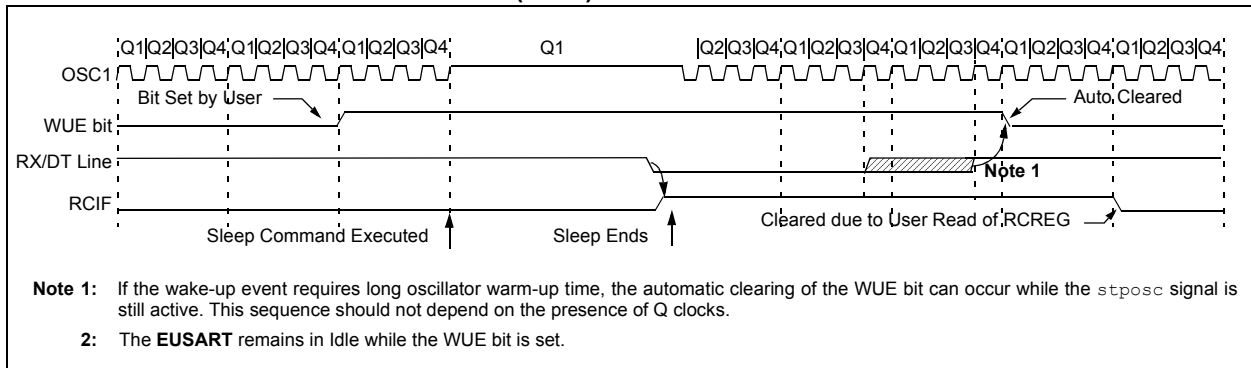 Q1|Q2|Q3|Q4 Q1|Q2|Q3|Q4 Q1|Q2|Q3|Q4 Q1 |Q2|Q3|Q4 Q1|Q2|Q3|Q4 Q1|Q2|Q3|Q4 Q1|Q2|Q3|Q4 Q1|Q2|Q3|Q4
OSC1
Bit Set by User Auto Cleared
WUE bit
RX/DT Line
Note 1
RCIF
Cleared due to User Read of RCREG
Sleep Command Executed Sleep Ends
Note 1: If the wake-up event requires long oscillator warm-up time, the automatic clearing of the WUE bit can occur while the stposc signal is
still active. This sequence should not depend on the presence of Q clocks.
2: The EUSART remains in Idle while the WUE bit is set.